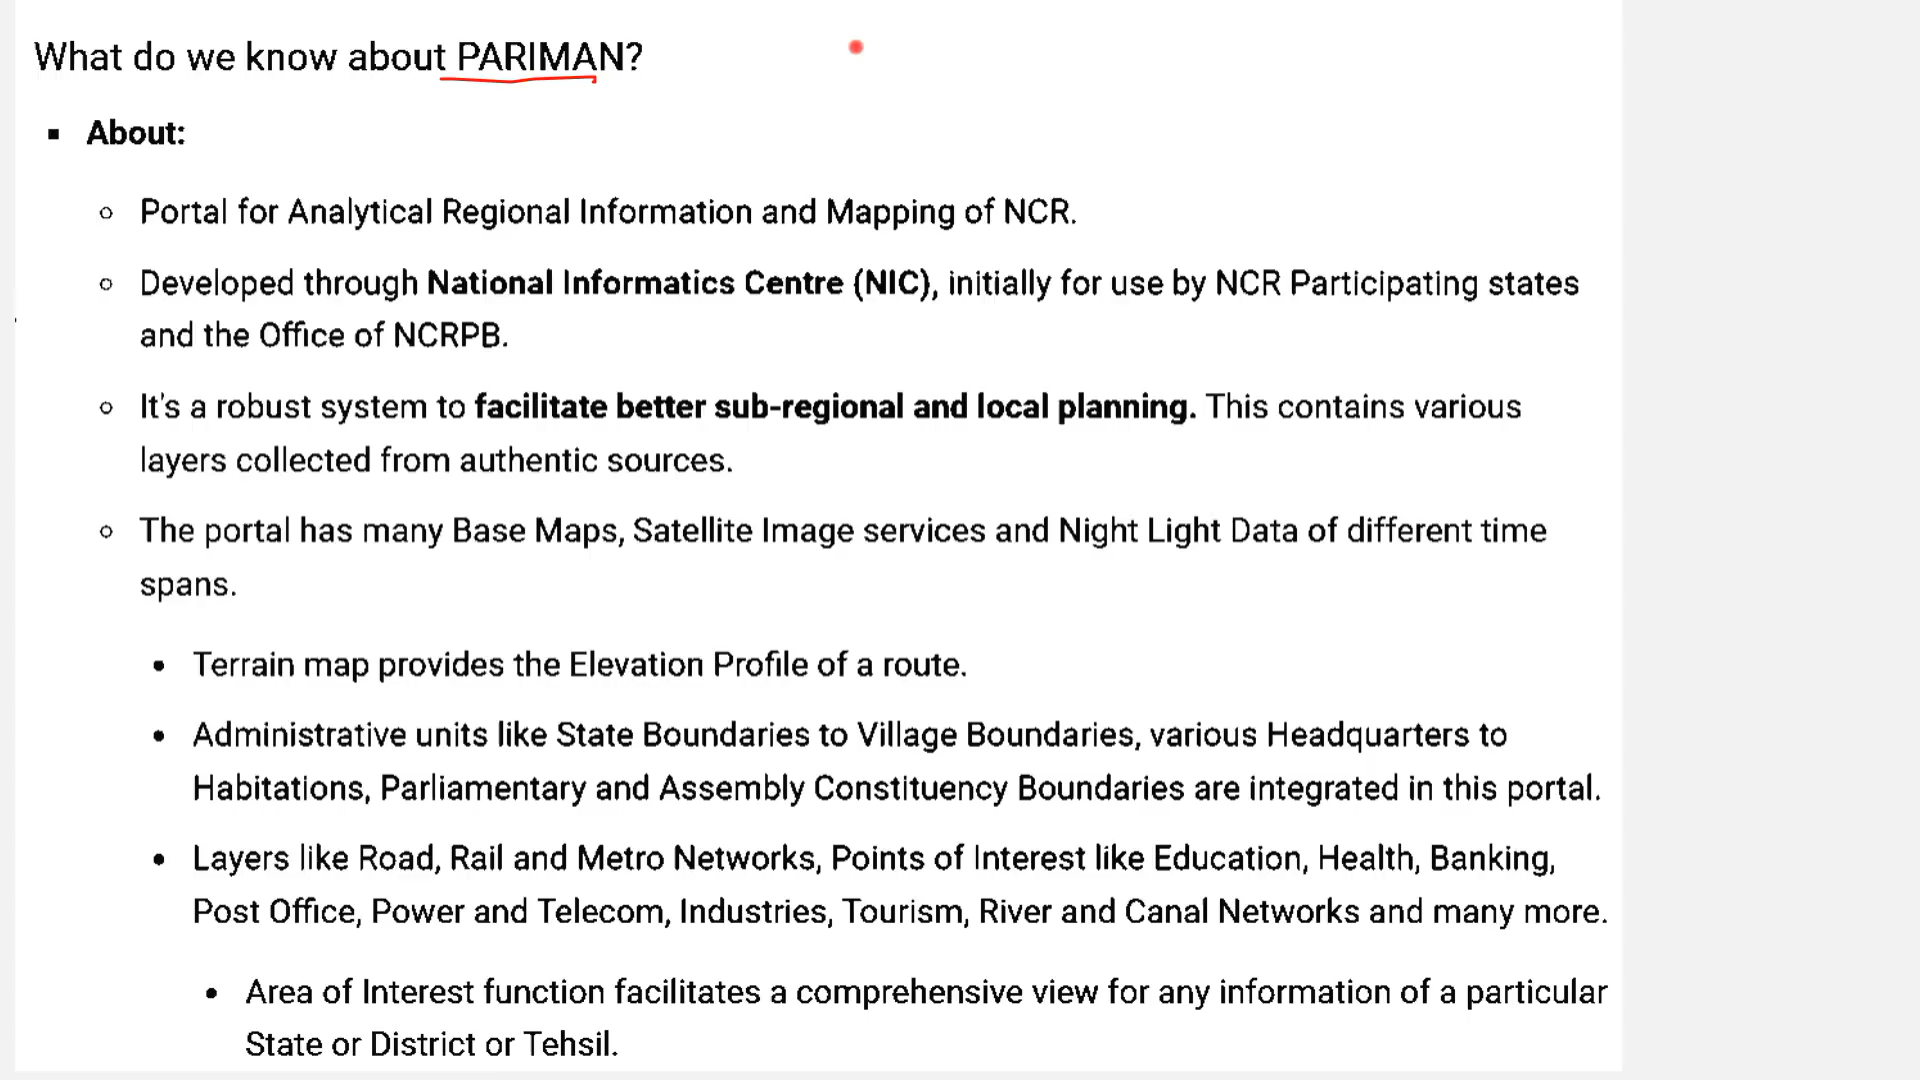 What do we know about PARIMAN?
▪ About:
○ Portal for Analytical Regional Information and Mapping of NCR.
○ Developed through National Informatics Centre (NIC), initially for use by NCR Participating states
and the Office of NCRPB.
○ It's a robust system to facilitate better sub-regional and local planning. This contains various
layers collected from authentic sources.
○ The portal has many Base Maps, Satellite Image services and Night Light Data of different time
spans.
• Terrain map provides the Elevation Profile of a route.
• Administrative units like State Boundaries to Village Boundaries, various Headquarters to
Habitations, Parliamentary and Assembly Constituency Boundaries are integrated in this portal.
• Layers like Road, Rail and Metro Networks, Points of Interest like Education, Health, Banking,
Post Office, Power and Telecom, Industries, Tourism, River and Canal Networks and many more.
• Area of Interest function facilitates a comprehensive view for any information of a particular
State or District or Tehsil.